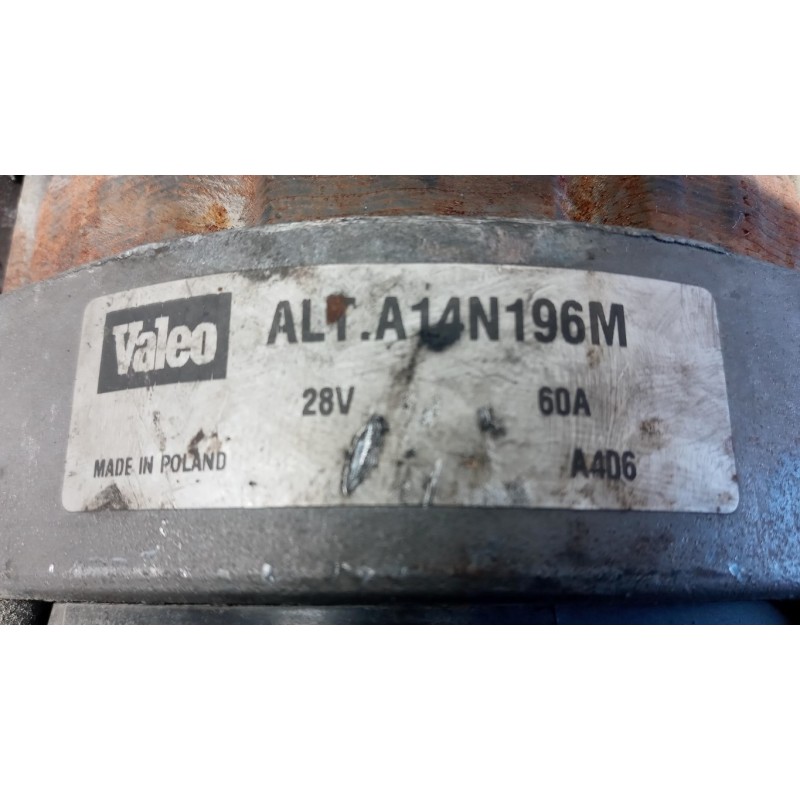 Valeo ALT.A14N196M
28V 60A
MADE IN POLAND A4D6